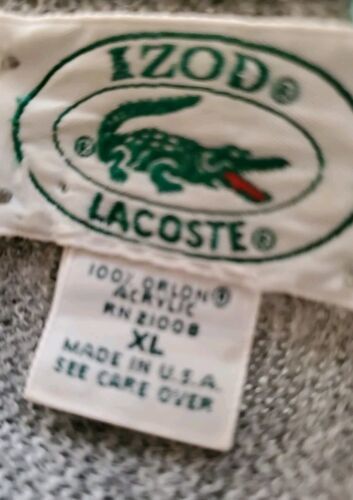 IZOD®
®
LACOSTE®
100% ORLON®
ACRYLIC
RN 21008
XL
MADE IN U.S.A.
SEE CARE OVER